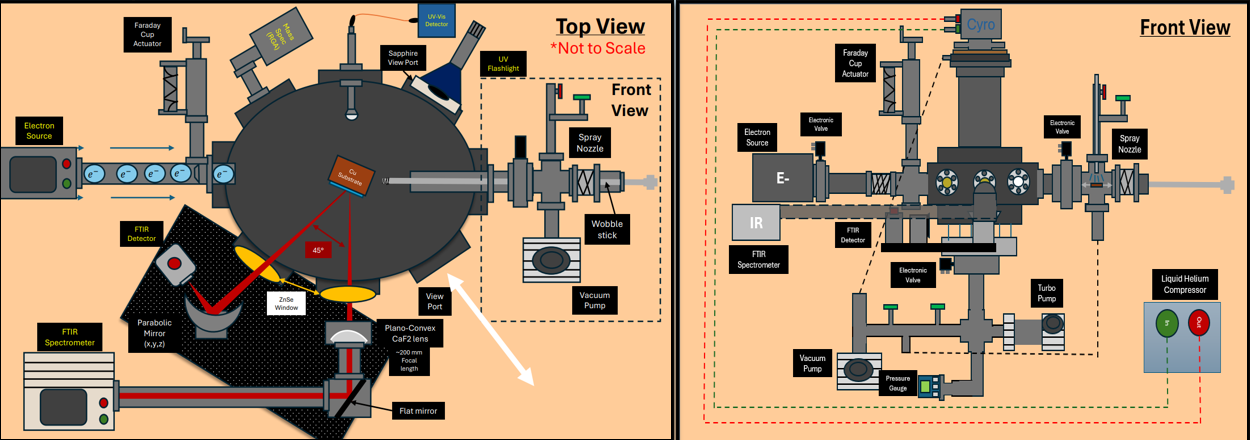 Top View
*Not to Scale
Faraday
Cup
Actuator
Mass
Spec
(RGA)
UV-Vis
Detector
Sapphire
View Port
UV
Flashlight
Front
View
Electron
Source
e⁻
e⁻
e⁻
e⁻
e⁻
Cu
Substrate
Spray
Nozzle
Wobble
stick
FTIR
Detector
45°
ZnSe
Window
View
Port
Vacuum
Pump
Parabolic
Mirror
(x,y,z)
Plano-Convex
CaF2 lens
~200 mm
Focal
length
FTIR
Spectrometer
Flat mirror
Front View
Cyro
Faraday
Cup
Actuator
Electron
Source
Electronic
Valve
Electronic
Valve
Spray
Nozzle
E-
IR
FTIR
Spectrometer
FTIR
Detector
Electronic
Valve
Turbo
Pump
Liquid Helium
Compressor
In
Out
Vacuum
Pump
Pressure
Gauge